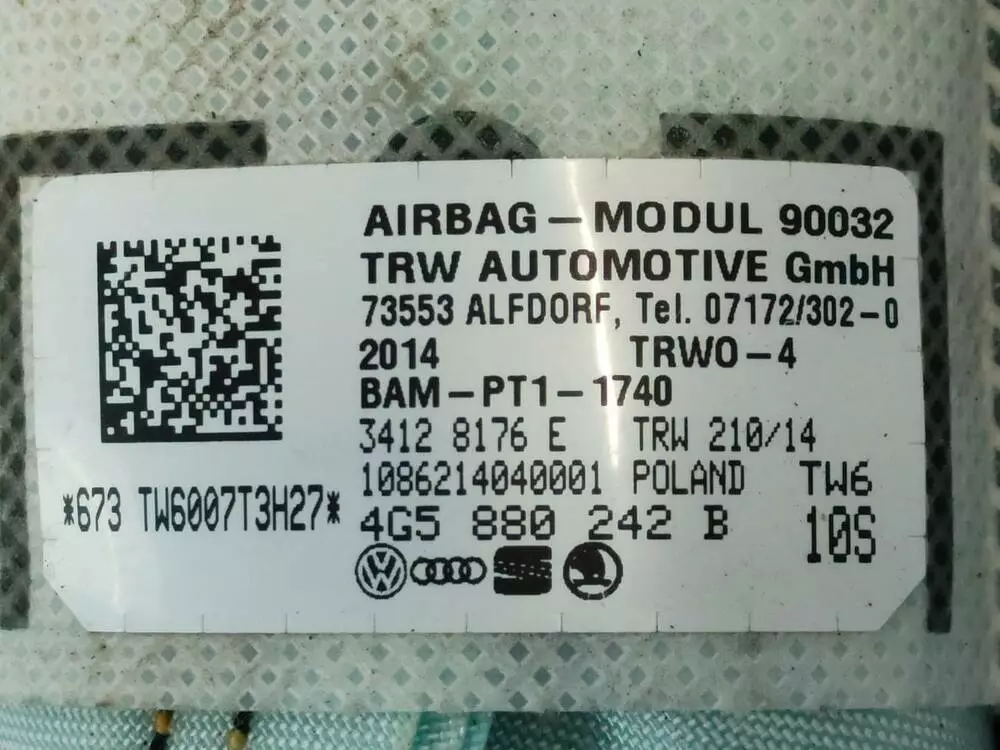 AIRBAG – MODUL 90032
TRW AUTOMOTIVE GmbH
73553 ALFDORF, Tel. 07172/302-0
2014 TRWO-4
BAM-PT1-1740
3412 8176 E TRW 210/14
1086214040001 POLAND TW6
*673 TW6007T3H27*
4G5 880 242 B 10S